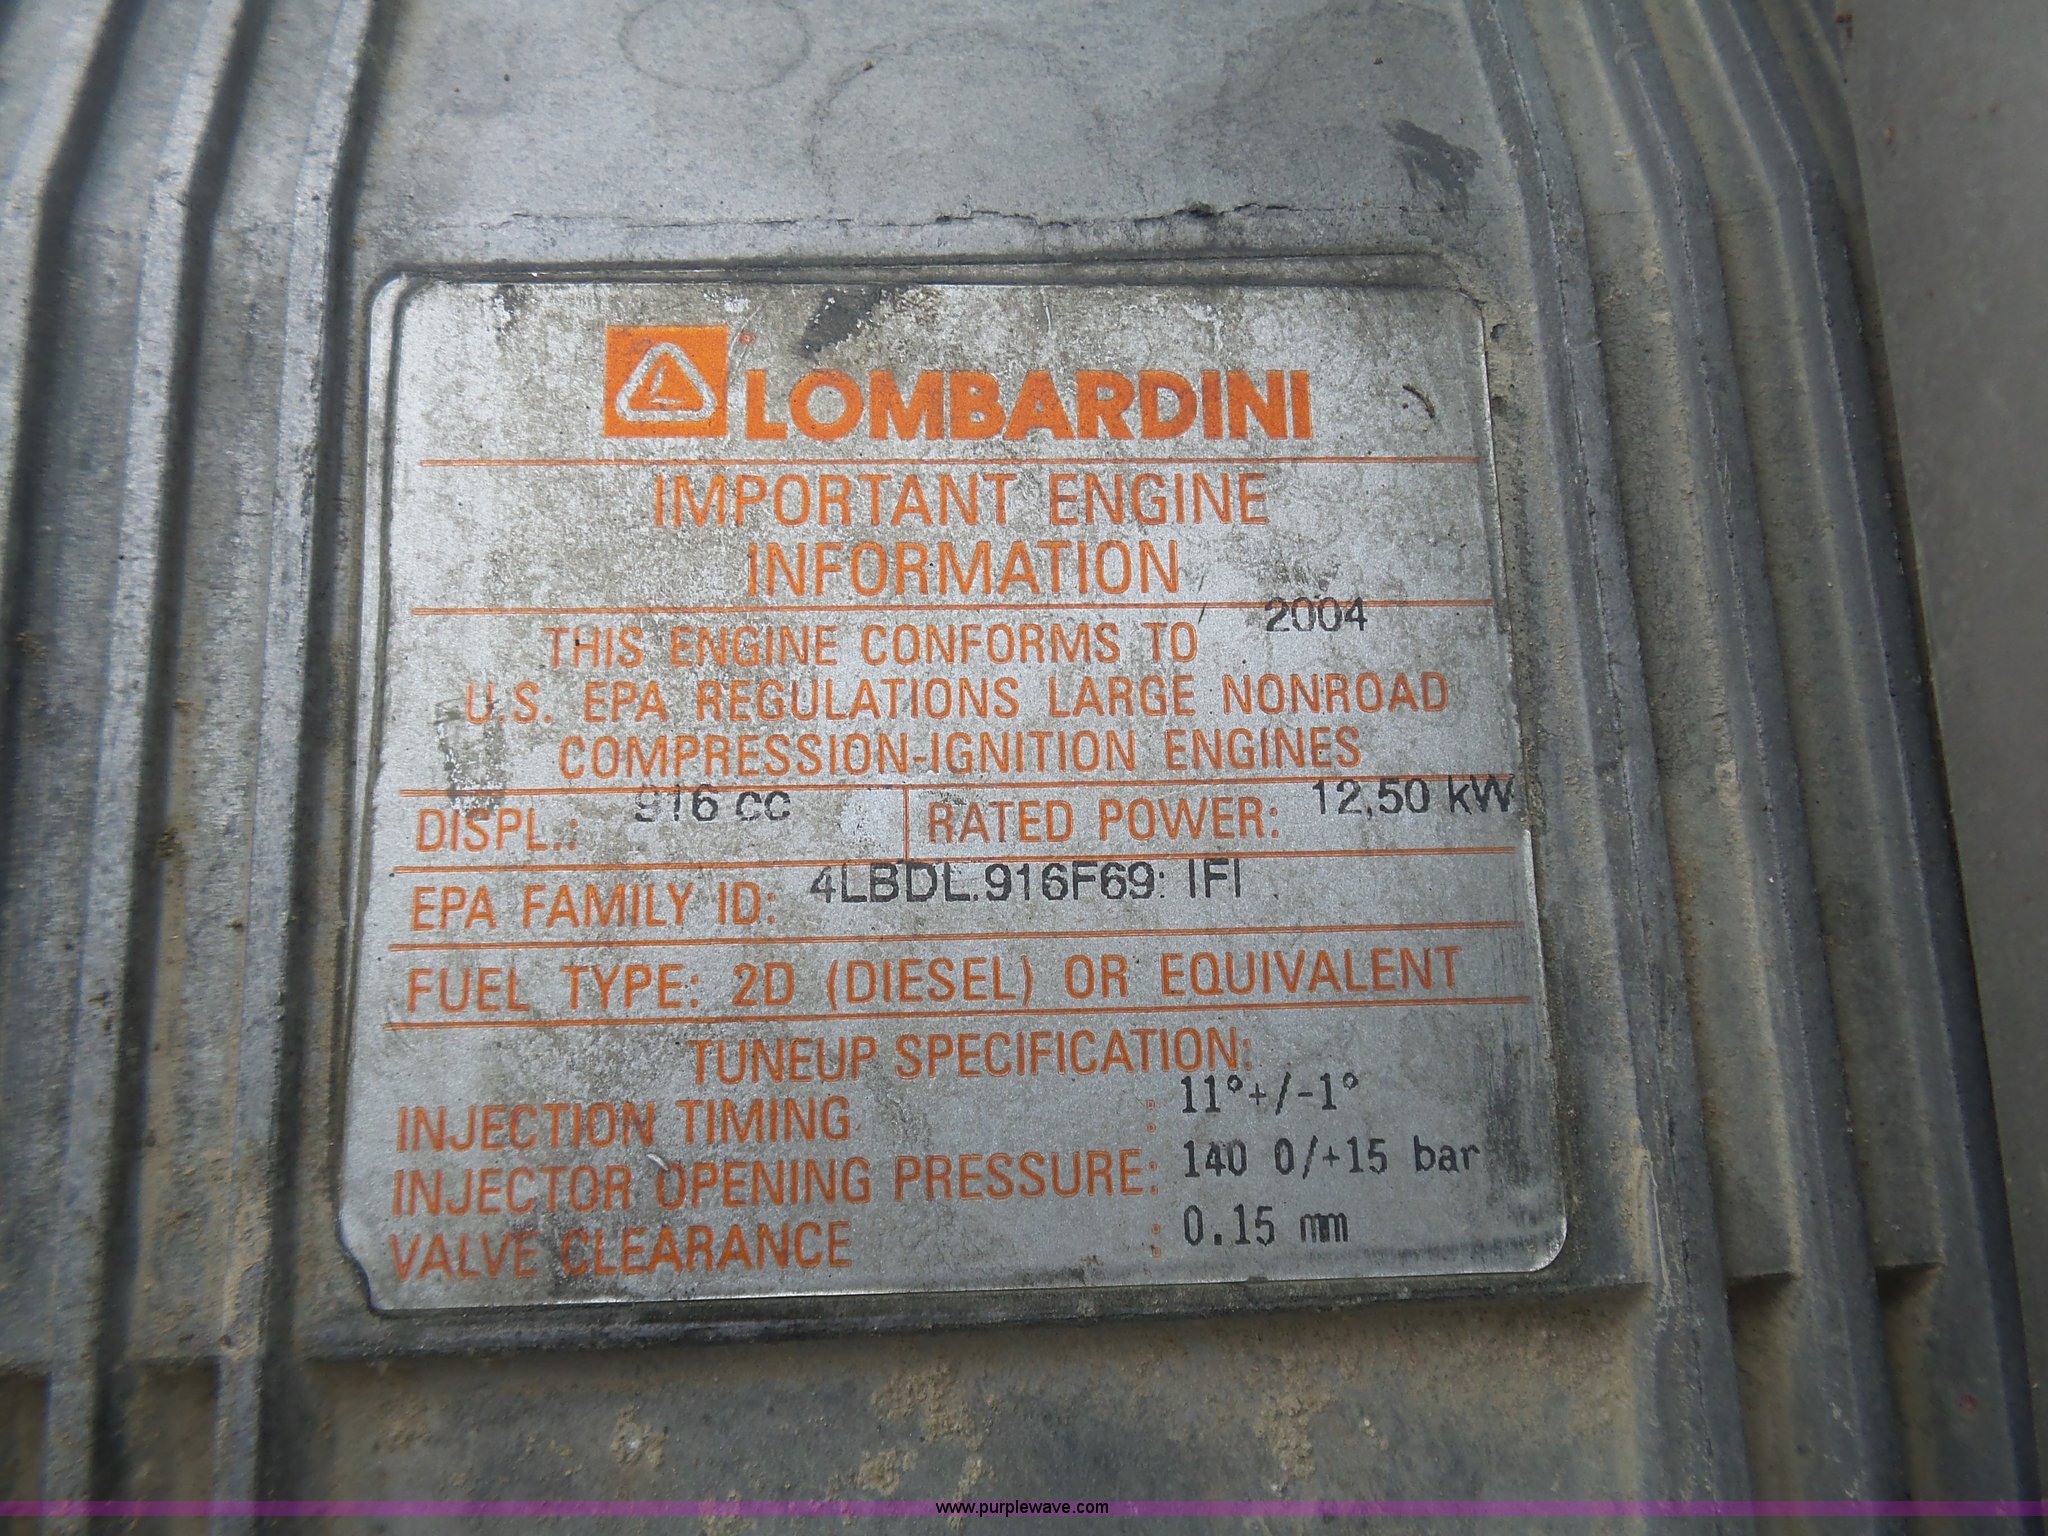 LOMBARDINI
IMPORTANT ENGINE
INFORMATION
THIS ENGINE CONFORMS TO 2004
U.S. EPA REGULATIONS LARGE NONROAD
COMPRESSION-IGNITION ENGINES
DISPL.: 916 cc RATED POWER: 12,50 kW
EPA FAMILY ID: 4LBDL.916F69: IFI
FUEL TYPE: 2D (DIESEL) OR EQUIVALENT
TUNEUP SPECIFICATION:
INJECTION TIMING : 11°+/-1°
INJECTOR OPENING PRESSURE: 140 0/+15 bar
VALVE CLEARANCE : 0.15 mm
www.purplewave.com